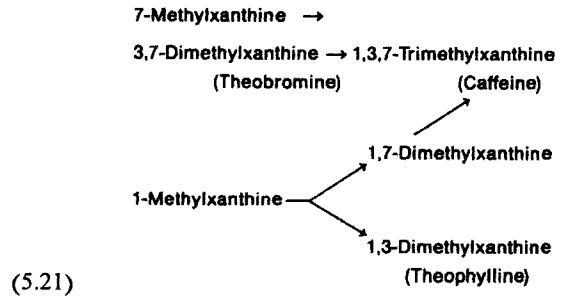 7-Methylxanthine →
3,7-Dimethylxanthine → 1,3,7-Trimethylxanthine
(Theobromine) (Caffeine)
1,7-Dimethylxanthine
1-Methylxanthine
1,3-Dimethylxanthine
(5.21) (Theophylline)